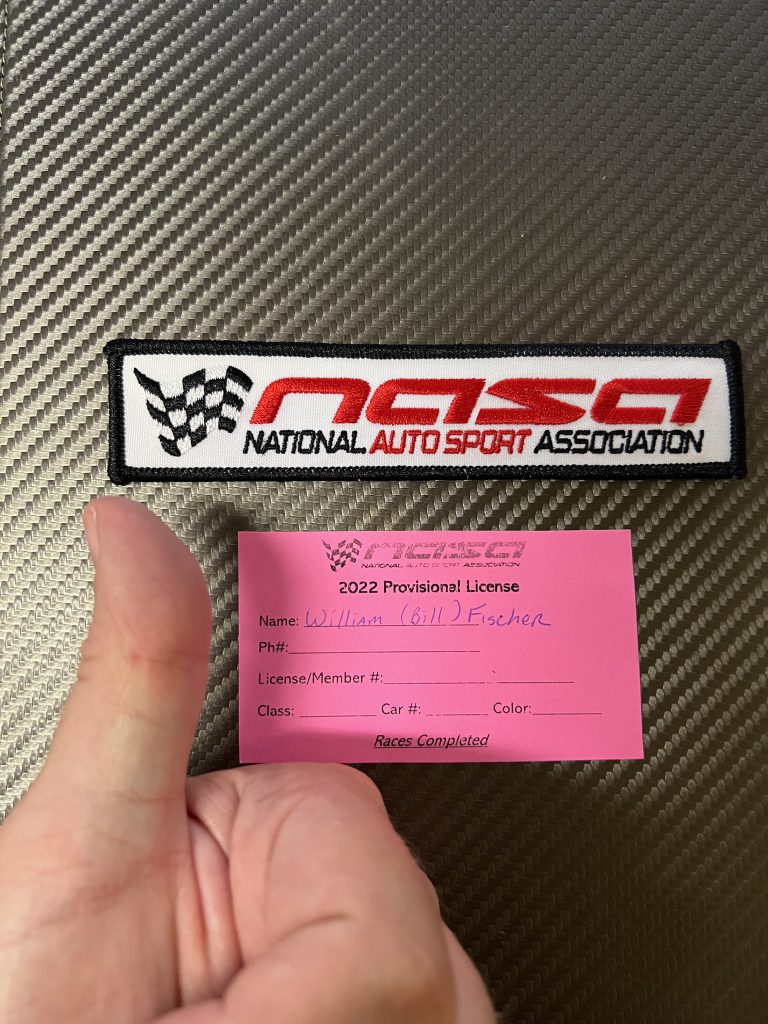 nasa
NATIONAL AUTO SPORT ASSOCIATION
nasa
NATIONAL AUTO SPORT ASSOCIATION
2022 Provisional License
Name: William (Bill) Fischer
Ph#:
License/Member #:
Class: Car #: Color:
Races Completed